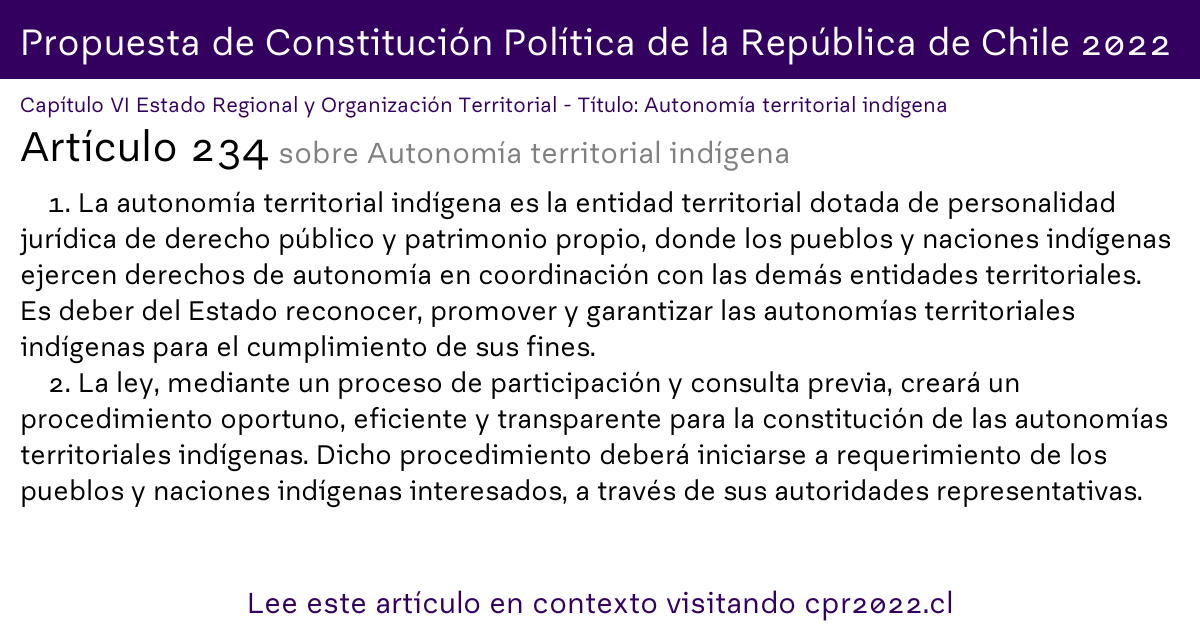 Propuesta de Constitución Política de la República de Chile 2022
Capítulo VI Estado Regional y Organización Territorial - Título: Autonomía territorial indígena
Artículo 234 sobre Autonomía territorial indígena
1. La autonomía territorial indígena es la entidad territorial dotada de personalidad
jurídica de derecho público y patrimonio propio, donde los pueblos y naciones indígenas
ejercen derechos de autonomía en coordinación con las demás entidades territoriales.
Es deber del Estado reconocer, promover y garantizar las autonomías territoriales
indígenas para el cumplimiento de sus fines.
2. La ley, mediante un proceso de participación y consulta previa, creará un
procedimiento oportuno, eficiente y transparente para la constitución de las autonomías
territoriales indígenas. Dicho procedimiento deberá iniciarse a requerimiento de los
pueblos y naciones indígenas interesados, a través de sus autoridades representativas.
Lee este artículo en contexto visitando cpr2022.cl